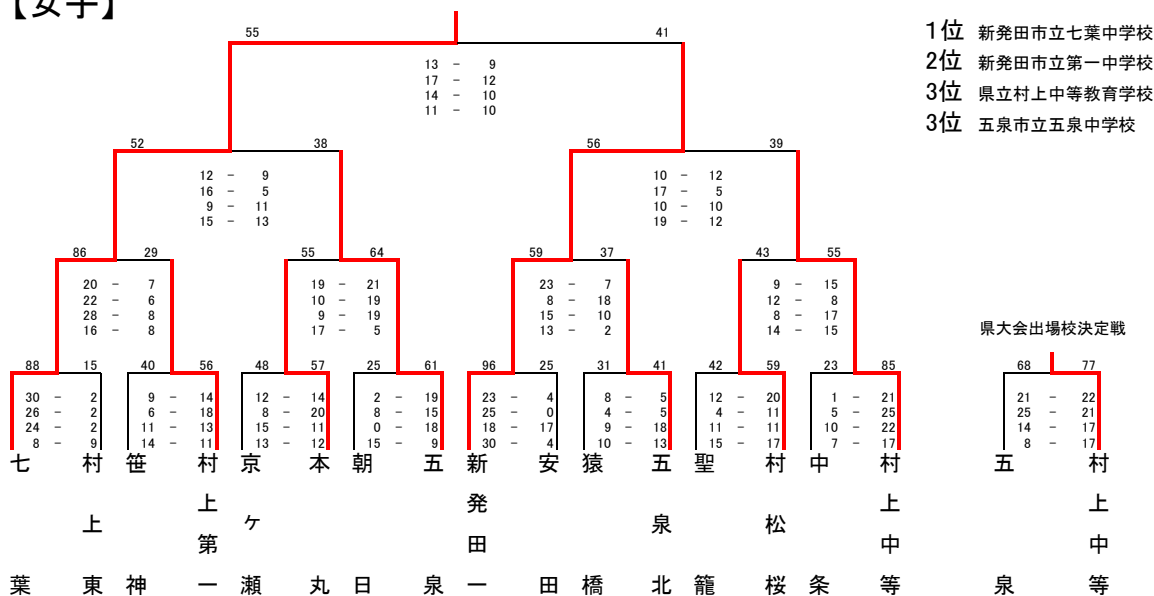 【女子】
55 41
1位 新発田市立七葉中学校
2位 新発田市立第一中学校
3位 県立村上中等教育学校
3位 五泉市立五泉中学校
13 - 9
17 - 12
14 - 10
11 - 10
52 38 56 39
12 - 9 10 - 12
16 - 5 17 - 5
9 - 11 10 - 10
15 - 13 19 - 12
86 29 55 64 59 37 43 55
20 - 7 19 - 21 23 - 7 9 - 15
22 - 6 10 - 19 8 - 18 12 - 8
28 - 8 9 - 19 15 - 10 8 - 17
16 - 8 17 - 5 13 - 2 14 - 15
県大会出場校決定戦
88 15 40 56 48 57 25 61 96 25 31 41 42 59 23 85 68 77
30 - 2 9 - 14 12 - 14 2 - 19 23 - 4 8 - 5 12 - 20 1 - 21 21 - 22
26 - 2 6 - 18 8 - 20 8 - 15 25 - 0 4 - 5 4 - 11 5 - 25 25 - 21
24 - 2 11 - 13 15 - 11 0 - 18 18 - 17 9 - 18 11 - 11 10 - 22 14 - 17
8 - 9 14 - 11 13 - 12 15 - 9 30 - 4 10 - 13 15 - 17 7 - 17 8 - 17
七葉
村上東
笹神
村上第一
京ヶ瀬
本丸
朝日
五泉
新発田一
安田
猿橋
五泉北
聖籠
村松桜
中条
村上中等
五泉
村上中等